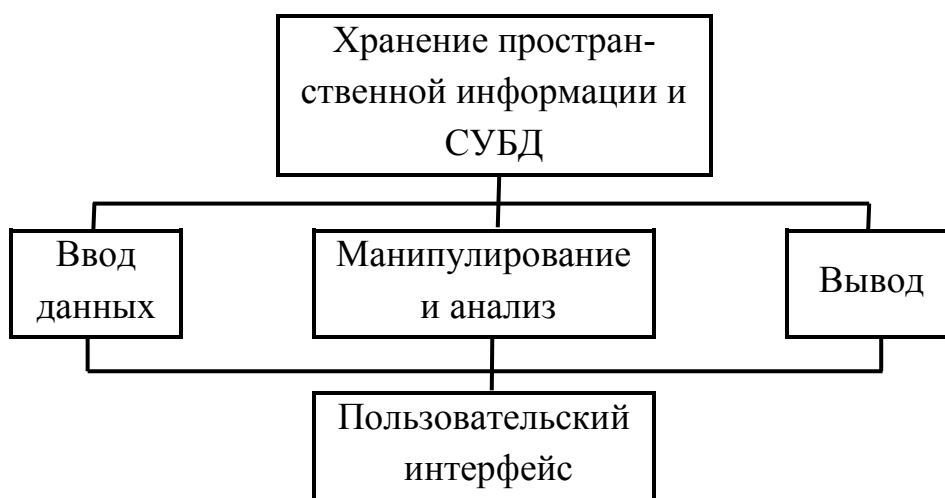 Хранение простран-
ственной информации и
СУБД
Ввод
данных
Манипулирование
и анализ
Вывод
Пользовательский
интерфейс